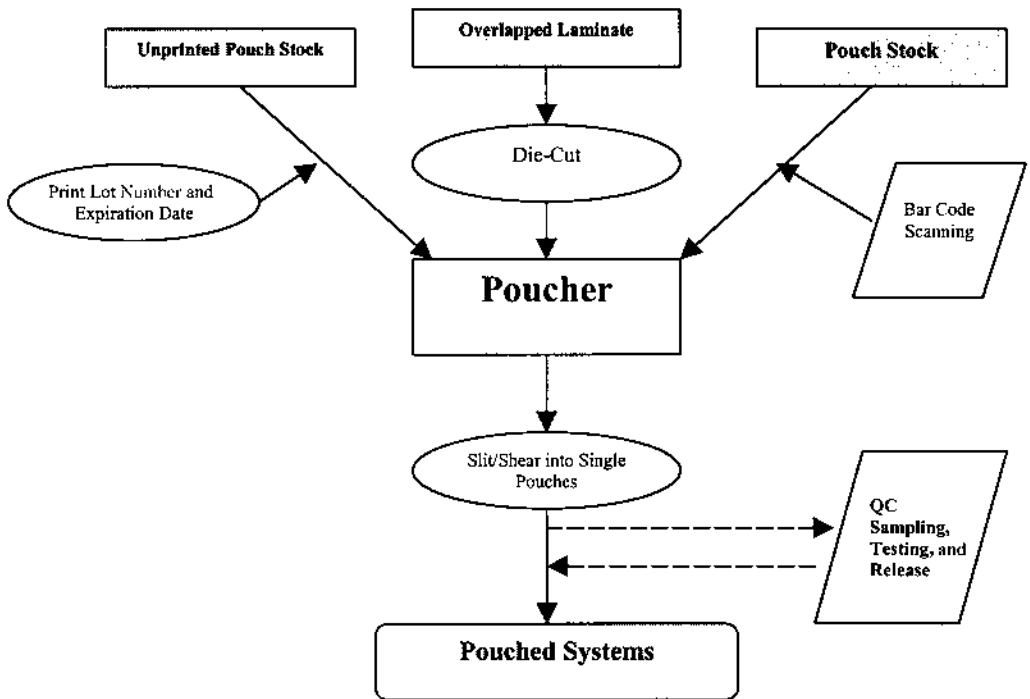 Unprinted Pouch Stock
Overlapped Laminate
Pouch Stock
Die-Cut
Print Lot Number and
Expiration Date
Bar Code
Scanning
Poucher
Slit/Shear into Single
Pouches
QC
Sampling,
Testing, and
Release
Pouched Systems